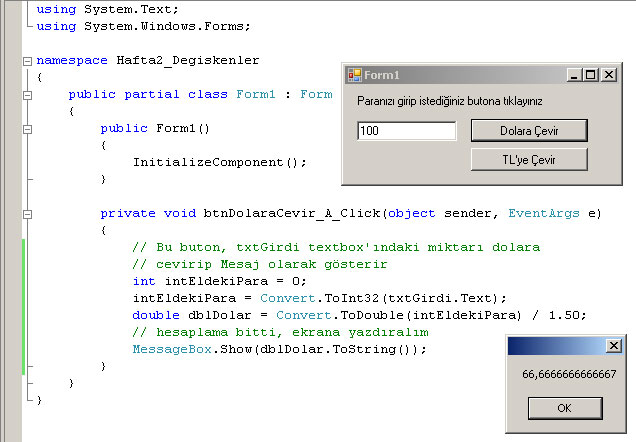 using System.Text;
using System.Windows.Forms;
namespace Hafta2_Degiskenler
{
public partial class Form1 : Form
{
public Form1()
{
InitializeComponent();
}
private void btnDolaraCevir_A_Click(object sender, EventArgs e)
{
// Bu buton, txtGirdi textbox'ındaki miktarı dolara
// cevirip Mesaj olarak gösterir
int intEldekiPara = 0;
intEldekiPara = Convert.ToInt32(txtGirdi.Text);
double dblDolar = Convert.ToDouble(intEldekiPara) / 1.50;
// hesaplama bitti, ekrana yazdıralım
MessageBox.Show(dblDolar.ToString());
}
}
}
Form1
Paranızı girip istediğiniz butona tıklayınız
100
Dolara Çevir
TL'ye Çevir
66,6666666666667
OK